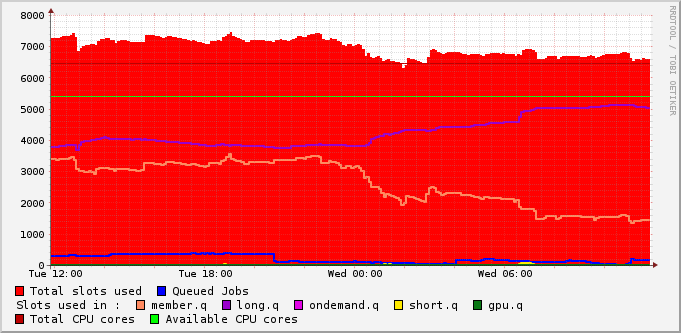 8000
7000
6000
5000
4000
3000
2000
1000
0
Tue 12:00 Tue 18:00 Wed 00:00 Wed 06:00
RRDTOOL / TOBI OETIKER
Total slots used Queued Jobs
Slots used in : member.q long.q ondemand.q short.q gpu.q
Total CPU cores Available CPU cores